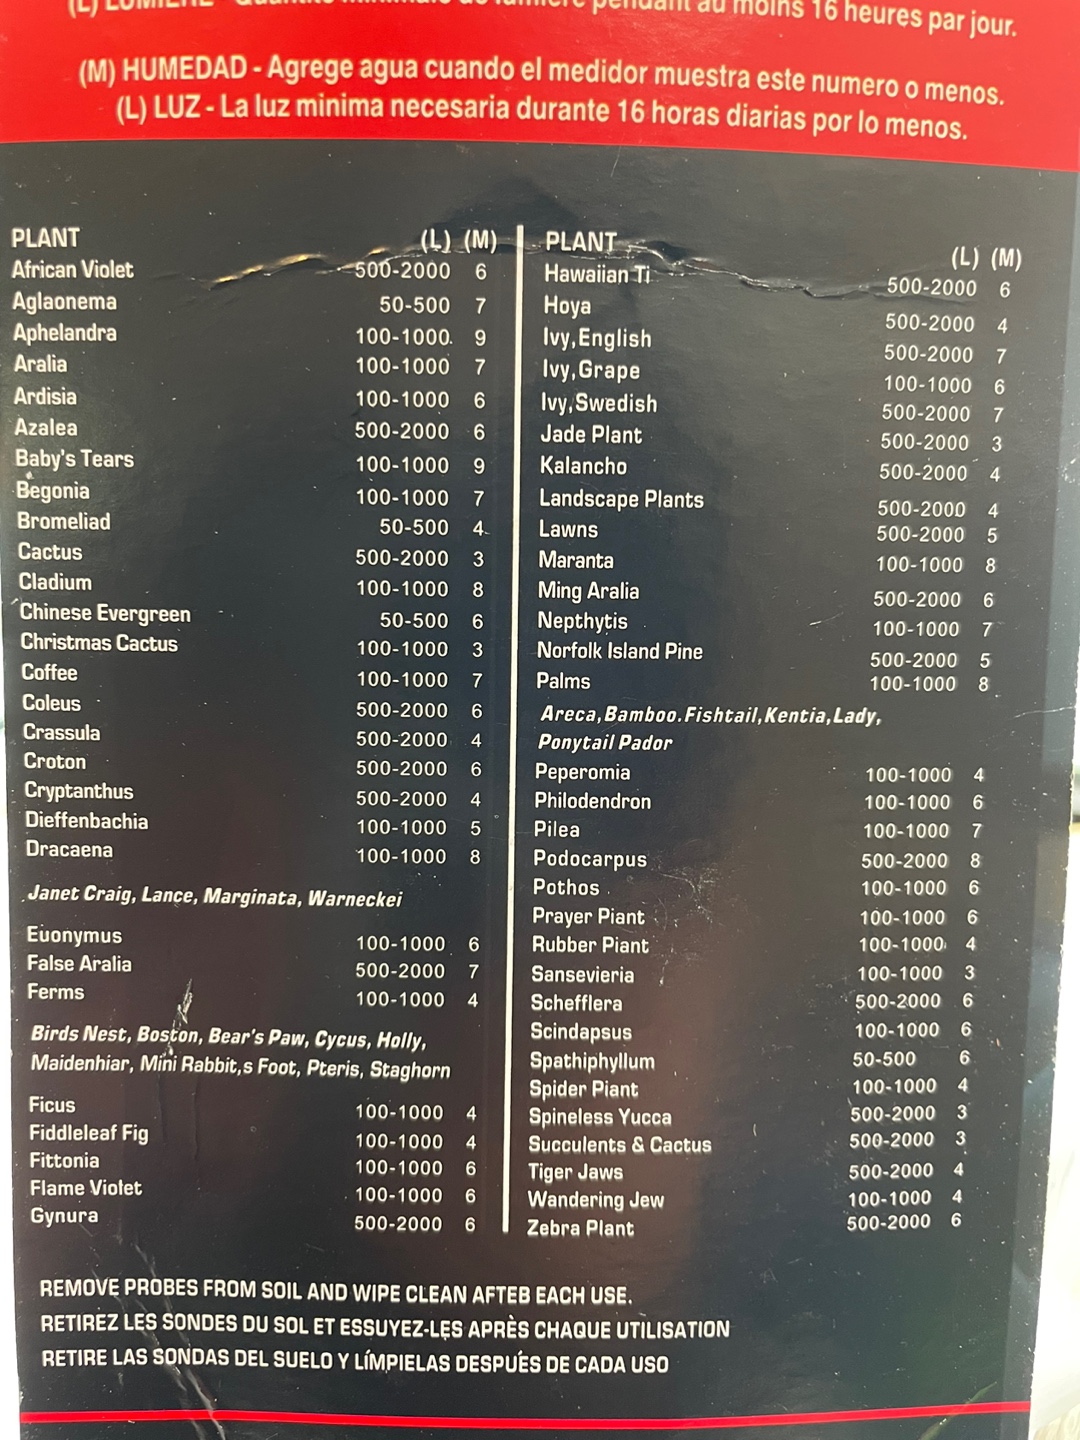 (L) LUMIÈRE - Quantité minimale de lumière pendant au moins 16 heures par jour.
(M) HUMEDAD - Agrege agua cuando el medidor muestra este numero o menos.
(L) LUZ - La luz minima necesaria durante 16 horas diarias por lo menos.
PLANT (L) (M)
African Violet 500-2000 6
Aglaonema 50-500 7
Aphelandra 100-1000 9
Aralia 100-1000 7
Ardisia 100-1000 6
Azalea 500-2000 6
Baby's Tears 100-1000 9
Begonia 100-1000 7
Bromeliad 50-500 4
Cactus 500-2000 3
Cladium 100-1000 8
Chinese Evergreen 50-500 6
Christmas Cactus 100-1000 3
Coffee 100-1000 7
Coleus 500-2000 6
Crassula 500-2000 4
Croton 500-2000 6
Cryptanthus 500-2000 4
Dieffenbachia 100-1000 5
Dracaena 100-1000 8
Janet Craig, Lance, Marginata, Warneckei
Euonymus 100-1000 6
False Aralia 500-2000 7
Ferms 100-1000 4
Birds Nest, Boston, Bear's Paw, Cycus, Holly,
Maidenhiar, Mini Rabbit,s Foot, Pteris, Staghorn
Ficus 100-1000 4
Fiddleleaf Fig 100-1000 4
Fittonia 100-1000 6
Flame Violet 100-1000 6
Gynura 500-2000 6
PLANT (L) (M)
Hawaiian Ti 500-2000 6
Hoya 500-2000 4
Ivy,English 500-2000 7
Ivy,Grape 100-1000 6
Ivy,Swedish 500-2000 7
Jade Plant 500-2000 3
Kalancho 500-2000 4
Landscape Plants 500-2000 4
Lawns 500-2000 5
Maranta 100-1000 8
Ming Aralia 500-2000 6
Nepthytis 100-1000 7
Norfolk Island Pine 500-2000 5
Palms 100-1000 8
Areca,Bamboo.Fishtail,Kentia,Lady,
Ponytail Pador
Peperomia 100-1000 4
Philodendron 100-1000 6
Pilea 100-1000 7
Podocarpus 500-2000 8
Pothos 100-1000 6
Prayer Piant 100-1000 6
Rubber Piant 100-1000 4
Sansevieria 100-1000 3
Schefflera 500-2000 6
Scindapsus 100-1000 6
Spathiphyllum 50-500 6
Spider Piant 100-1000 4
Spineless Yucca 500-2000 3
Succulents & Cactus 500-2000 3
Tiger Jaws 500-2000 4
Wandering Jew 100-1000 4
Zebra Plant 500-2000 6
REMOVE PROBES FROM SOIL AND WIPE CLEAN AFTEB EACH USE.
RETIREZ LES SONDES DU SOL ET ESSUYEZ-LES APRÈS CHAQUE UTILISATION
RETIRE LAS SONDAS DEL SUELO Y LÍMPIELAS DESPUÉS DE CADA USO